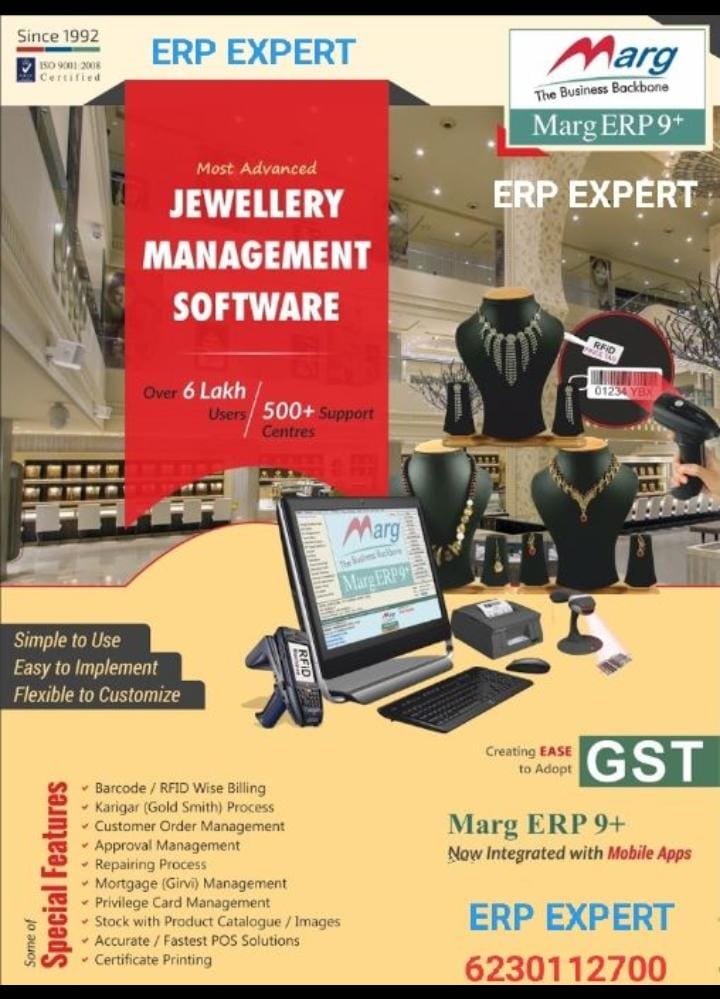 Since 1992
ISO 9001:2008
Certified
ERP EXPERT
Marg
The Business Backbone
Marg ERP 9+
ERP EXPERT
Most Advanced
JEWELLERY
MANAGEMENT
SOFTWARE
Over 6 Lakh
Users
500+ Support
Centres
RFiD
PRICE TAG
01234 YBX
Marg
The Business Backbone
Marg ERP 9+
Marg
RFiD
Simple to Use
Easy to Implement
Flexible to Customize
Creating EASE
to Adopt
GST
Some of
Special Features
Barcode / RFID Wise Billing
Karigar (Gold Smith) Process
Customer Order Management
Approval Management
Repairing Process
Mortgage (Girvi) Management
Privilege Card Management
Stock with Product Catalogue / Images
Accurate / Fastest POS Solutions
Certificate Printing
Marg ERP 9+
Now Integrated with Mobile Apps
ERP EXPERT
6230112700